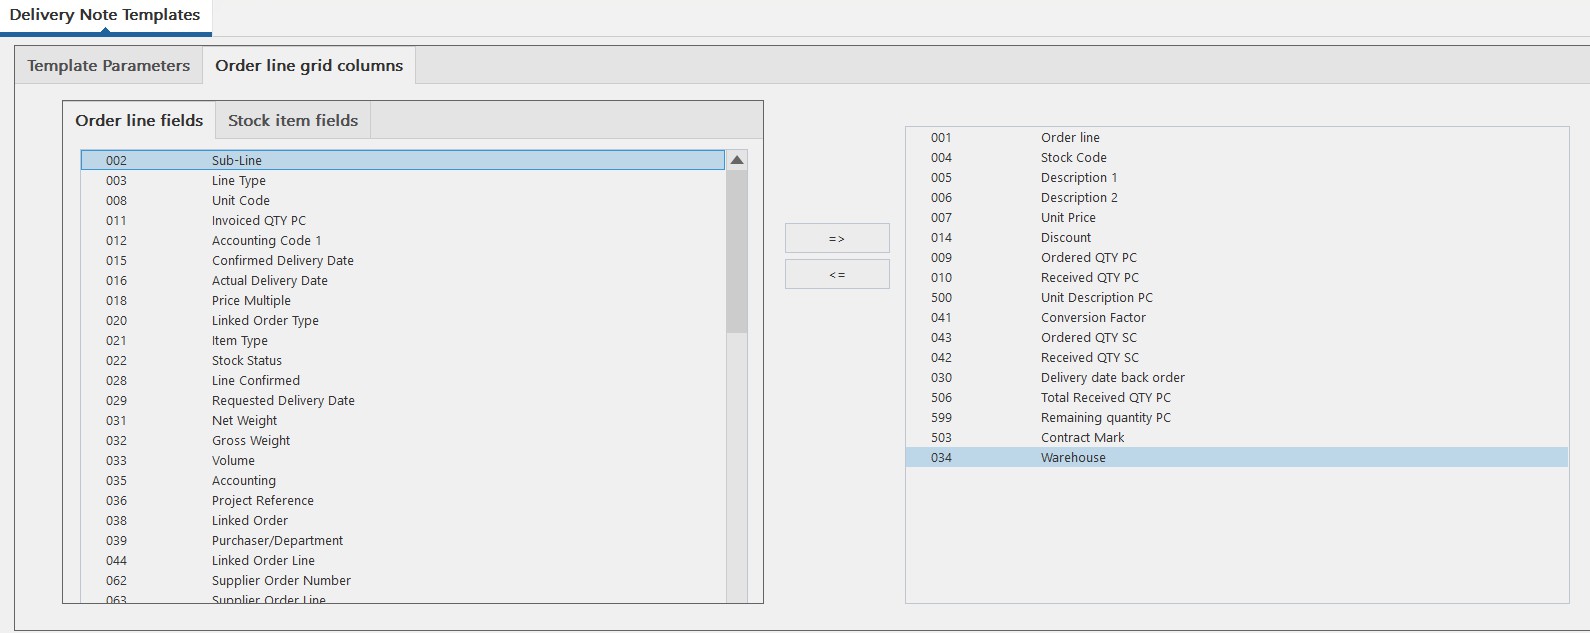 Delivery Note Templates
Template Parameters Order line grid columns
Order line fields Stock item fields
002 Sub-Line
003 Line Type
008 Unit Code
011 Invoiced QTY PC
012 Accounting Code 1
015 Confirmed Delivery Date
016 Actual Delivery Date
018 Price Multiple
020 Linked Order Type
021 Item Type
022 Stock Status
028 Line Confirmed
029 Requested Delivery Date
031 Net Weight
032 Gross Weight
033 Volume
035 Accounting
036 Project Reference
038 Linked Order
039 Purchaser/Department
044 Linked Order Line
062 Supplier Order Number
063 Supplier Order Line
=>
<=
001 Order line
004 Stock Code
005 Description 1
006 Description 2
007 Unit Price
014 Discount
009 Ordered QTY PC
010 Received QTY PC
500 Unit Description PC
041 Conversion Factor
043 Ordered QTY SC
042 Received QTY SC
030 Delivery date back order
506 Total Received QTY PC
599 Remaining quantity PC
503 Contract Mark
034 Warehouse